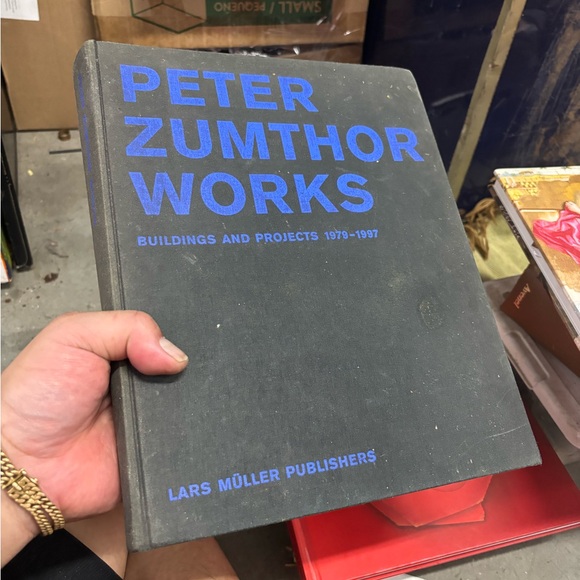 SMALL /
PEQUEÑO
PETER
ZUMTHOR
WORKS
BUILDINGS AND PROJECTS 1979–1997
LARS MÜLLER PUBLISHERS